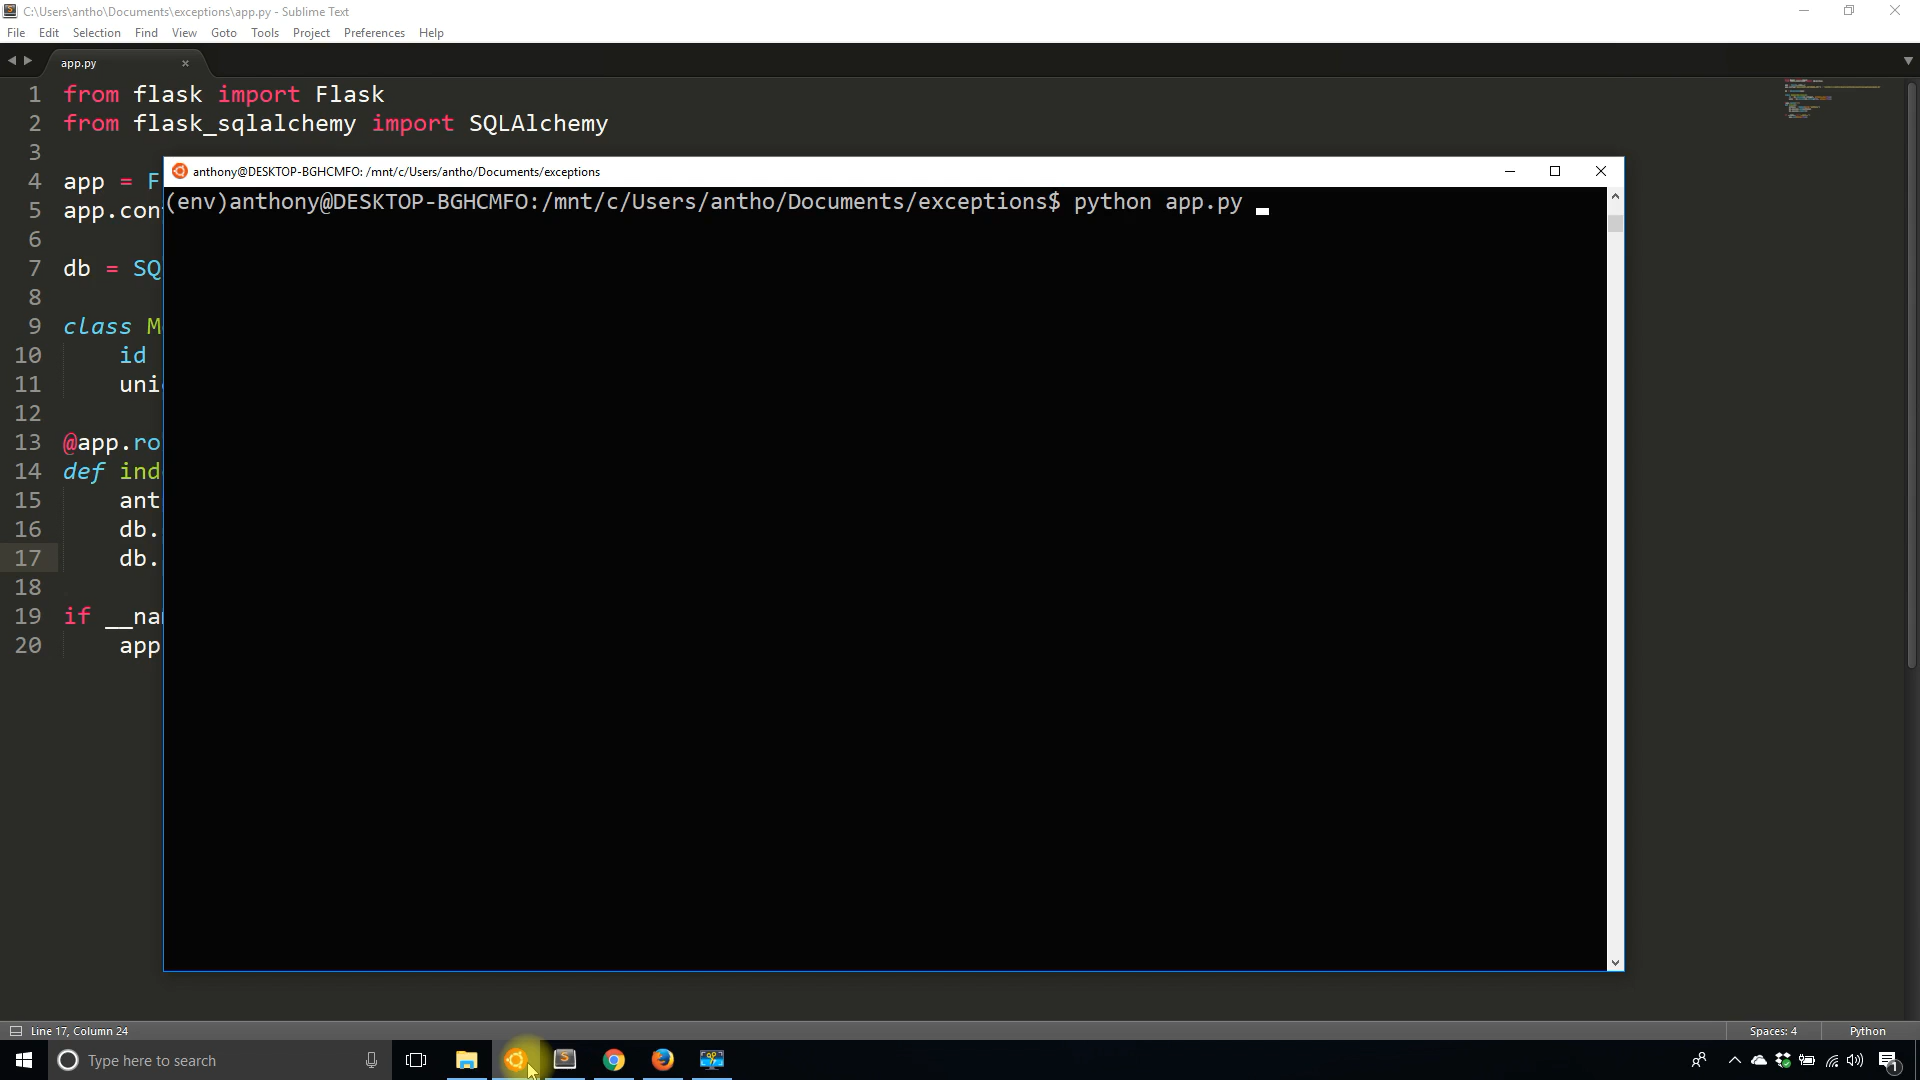 C:\Users\antho\Documents\exceptions\app.py - Sublime Text
File Edit Selection Find View Goto Tools Project Preferences Help
app.py
1 from flask import Flask
2 from flask_sqlalchemy import SQLAlchemy
3
anthony@DESKTOP-BGHCMFO: /mnt/c/Users/antho/Documents/exceptions
(env)anthony@DESKTOP-BGHCMFO:/mnt/c/Users/antho/Documents/exceptions$ python app.py
4 app = F
5 app.con
6
7 db = SQ
8
9 class M
10 id
11 uni
12
13 @app.ro
14 def ind
15 ant
16 db.
17 db.
18
19 if __na
20 app
Line 17, Column 24
Spaces: 4
Python
Type here to search
1